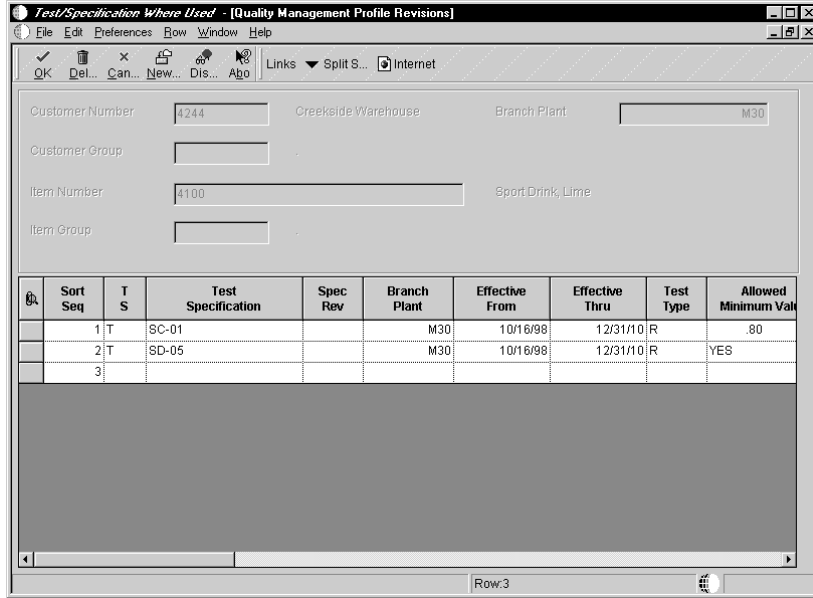 Test/Specification Where Used - [Quality Management Profile Revisions]
File Edit Preferences Row Window Help
OK Del... Can... New... Dis... Abo Links Split S... Internet
Customer Number 4244 Creekside Warehouse Branch Plant M30
Customer Group .
Item Number 4100 Sport Drink, Lime
Item Group .
Sort Seq T S Test Specification Spec Rev Branch Plant Effective From Effective Thru Test Type Allowed Minimum Valu
1 T SC-01 M30 10/16/98 12/31/10 R .80
2 T SD-05 M30 10/16/98 12/31/10 R YES
3
Row:3